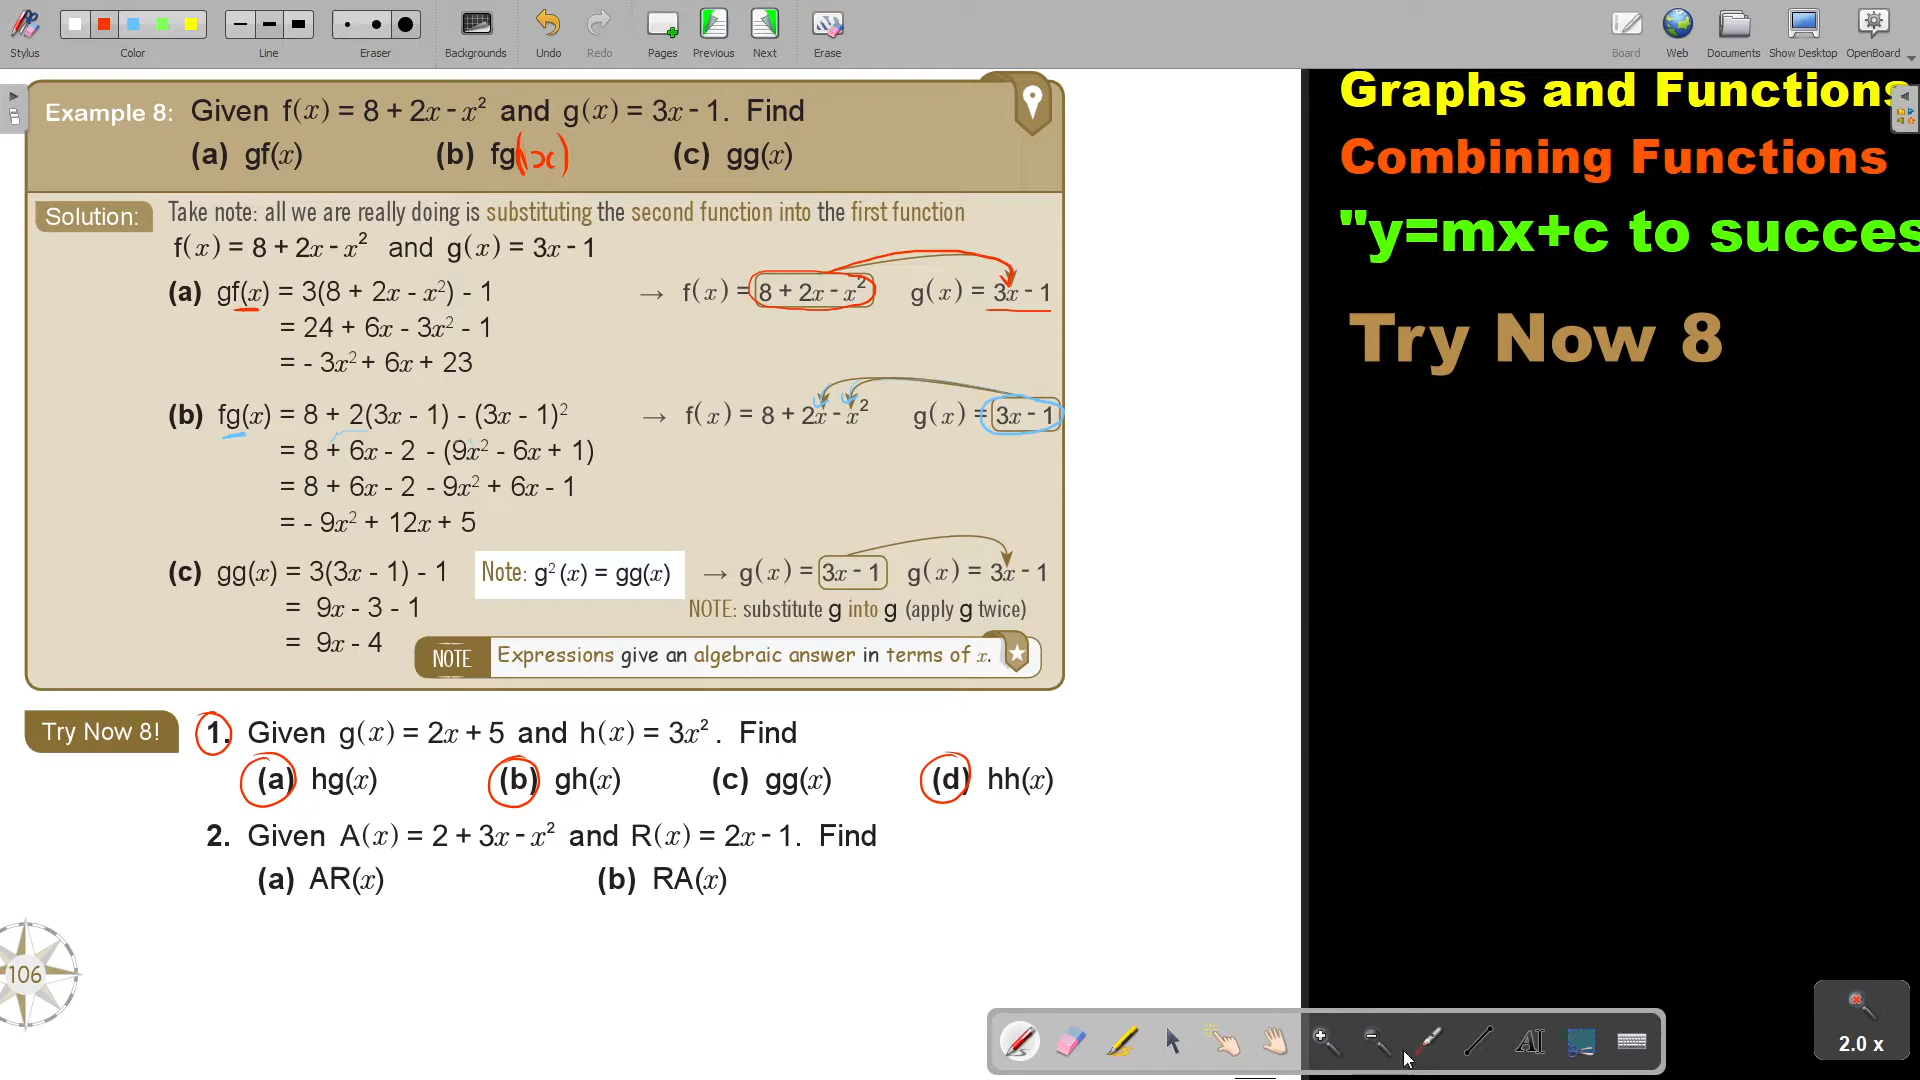 Stylus Color Line Eraser Backgrounds Undo Redo Pages Previous Next Erase Board Web Documents Show Desktop OpenBoard
Example 8: Given f(x) = 8 + 2x - x² and g(x) = 3x - 1. Find
(a) gf(x) (b) fg(x) (c) gg(x)
Solution: Take note: all we are really doing is substituting the second function into the first function
f(x) = 8 + 2x - x² and g(x) = 3x - 1
(a) gf(x) = 3(8 + 2x - x²) - 1 → f(x) = 8 + 2x - x² g(x) = 3x - 1
= 24 + 6x - 3x² - 1
= - 3x² + 6x + 23
(b) fg(x) = 8 + 2(3x - 1) - (3x - 1)² → f(x) = 8 + 2x - x² g(x) = 3x - 1
= 8 + 6x - 2 - (9x² - 6x + 1)
= 8 + 6x - 2 - 9x² + 6x - 1
= - 9x² + 12x + 5
(c) gg(x) = 3(3x - 1) - 1 Note: g²(x) = gg(x) → g(x) = 3x - 1 g(x) = 3x - 1
= 9x - 3 - 1 NOTE: substitute g into g (apply g twice)
= 9x - 4
NOTE Expressions give an algebraic answer in terms of x.
Try Now 8! 1. Given g(x) = 2x + 5 and h(x) = 3x². Find
(a) hg(x) (b) gh(x) (c) gg(x) (d) hh(x)
2. Given A(x) = 2 + 3x - x² and R(x) = 2x - 1. Find
(a) AR(x) (b) RA(x)
106
Graphs and Functions
Combining Functions
"y=mx+c to succes
Try Now 8
2.0 x